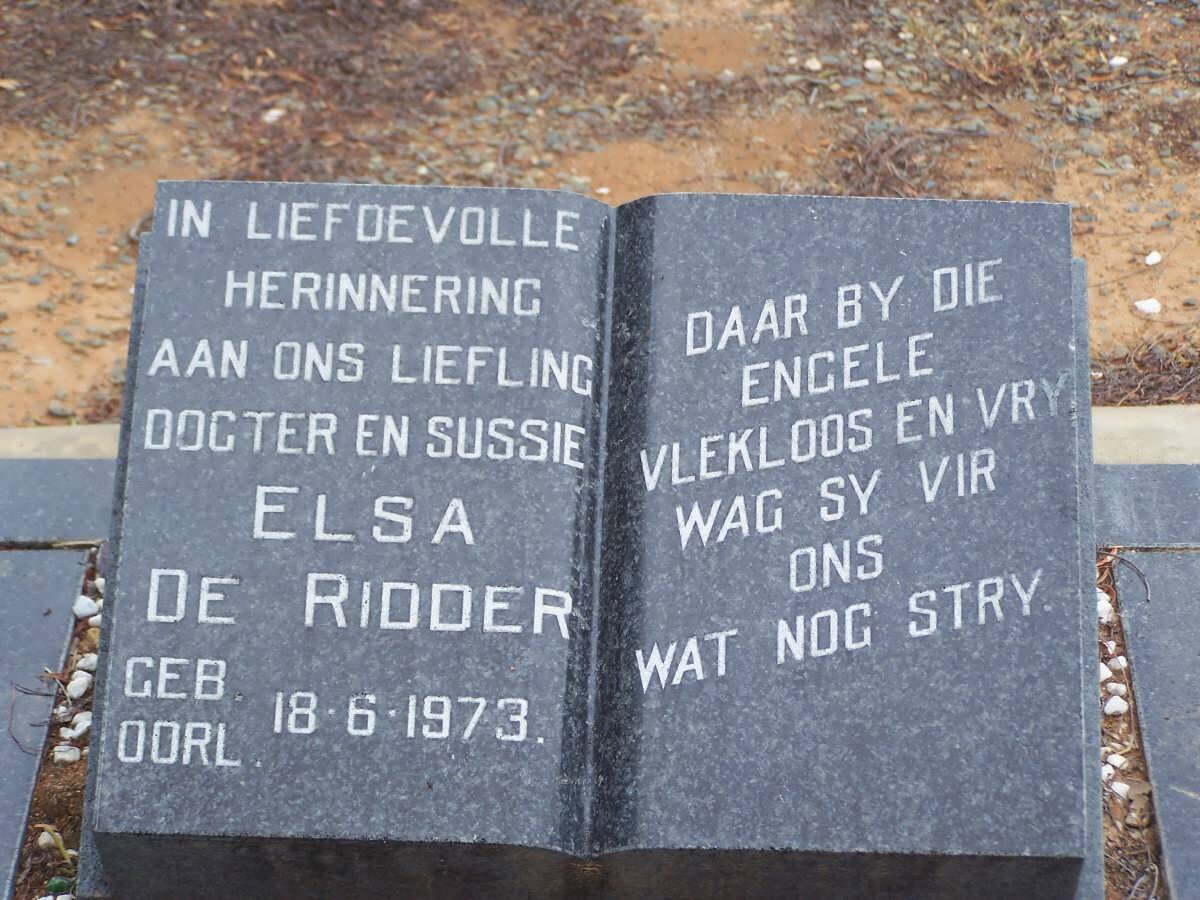 IN LIEFDEVOLLE
HERINNERING
AAN ONS LIEFLING
DOGTER EN SUSSIE
ELSA
DE RIDDER
GEB.
18·6·1973.
OORL.
DAAR BY DIE
ENGELE
VLEKLOOS EN VRY
WAG SY VIR
ONS
WAT NOG STRY.